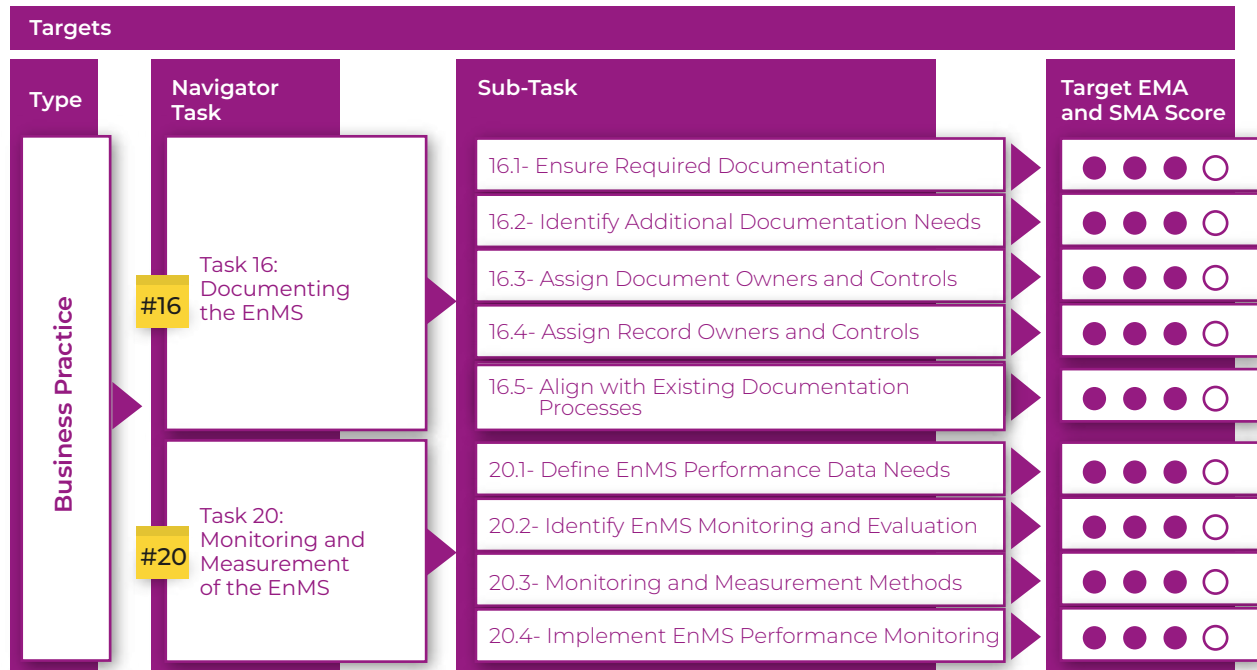 Targets
Type
Navigator
Task
Sub-Task
Target EMA
and SMA Score
Business Practice
#16
Task 16:
Documenting
the EnMS
16.1- Ensure Required Documentation
16.2- Identify Additional Documentation Needs
16.3- Assign Document Owners and Controls
16.4- Assign Record Owners and Controls
16.5- Align with Existing Documentation
Processes
#20
Task 20:
Monitoring and
Measurement
of the EnMS
20.1- Define EnMS Performance Data Needs
20.2- Identify EnMS Monitoring and Evaluation
20.3- Monitoring and Measurement Methods
20.4- Implement EnMS Performance Monitoring